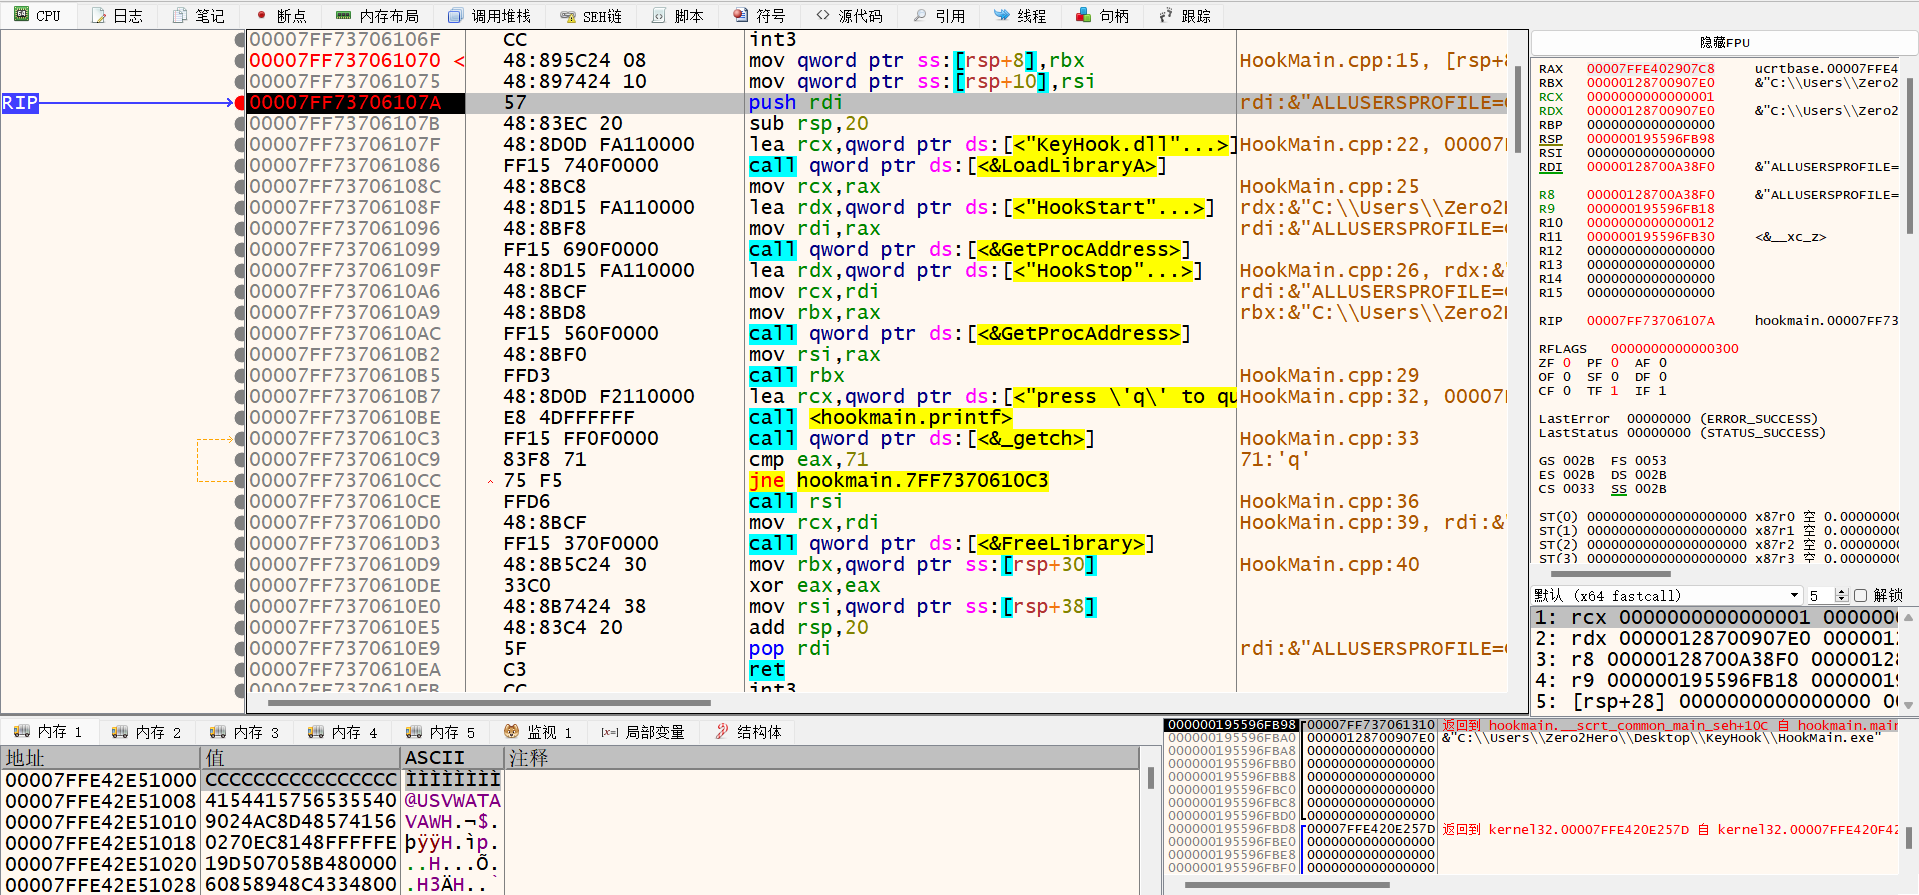 CPU 日志 笔记 断点 内存布局 调用堆栈 SEH链 脚本 符号 源代码 引用 线程 句柄 跟踪
00007FF73706106F CC int3
00007FF737061070 < 48:895C24 08 mov qword ptr ss:[rsp+8],rbx HookMain.cpp:15, [rsp+8
00007FF737061075 48:897424 10 mov qword ptr ss:[rsp+10],rsi
RIP 00007FF73706107A 57 push rdi rdi:&"ALLUSERSPROFILE=
00007FF73706107B 48:83EC 20 sub rsp,20
00007FF73706107F 48:8D0D FA110000 lea rcx,qword ptr ds:[<"KeyHook.dll"...>] HookMain.cpp:22, 00007F
00007FF737061086 FF15 740F0000 call qword ptr ds:[<&LoadLibraryA>]
00007FF73706108C 48:8BC8 mov rcx,rax HookMain.cpp:25
00007FF73706108F 48:8D15 FA110000 lea rdx,qword ptr ds:[<"HookStart"...>] rdx:&"C:\\Users\\Zero2
00007FF737061096 48:8BF8 mov rdi,rax rdi:&"ALLUSERSPROFILE=
00007FF737061099 FF15 690F0000 call qword ptr ds:[<&GetProcAddress>]
00007FF73706109F 48:8D15 FA110000 lea rdx,qword ptr ds:[<"HookStop"...>] HookMain.cpp:26, rdx:&"
00007FF7370610A6 48:8BCF mov rcx,rdi rdi:&"ALLUSERSPROFILE=
00007FF7370610A9 48:8BD8 mov rbx,rax rbx:&"C:\\Users\\Zero2
00007FF7370610AC FF15 560F0000 call qword ptr ds:[<&GetProcAddress>]
00007FF7370610B2 48:8BF0 mov rsi,rax
00007FF7370610B5 FFD3 call rbx HookMain.cpp:29
00007FF7370610B7 48:8D0D F2110000 lea rcx,qword ptr ds:[<"press \'q\' to qu HookMain.cpp:32, 00007F
00007FF7370610BE E8 4DFFFFFF call <hookmain.printf>
00007FF7370610C3 FF15 FF0F0000 call qword ptr ds:[<&_getch>] HookMain.cpp:33
00007FF7370610C9 83F8 71 cmp eax,71 71:'q'
00007FF7370610CC 75 F5 jne hookmain.7FF7370610C3
00007FF7370610CE FFD6 call rsi HookMain.cpp:36
00007FF7370610D0 48:8BCF mov rcx,rdi HookMain.cpp:39, rdi:&"
00007FF7370610D3 FF15 370F0000 call qword ptr ds:[<&FreeLibrary>]
00007FF7370610D9 48:8B5C24 30 mov rbx,qword ptr ss:[rsp+30] HookMain.cpp:40
00007FF7370610DE 33C0 xor eax,eax
00007FF7370610E0 48:8B7424 38 mov rsi,qword ptr ss:[rsp+38]
00007FF7370610E5 48:83C4 20 add rsp,20
00007FF7370610E9 5F pop rdi rdi:&"ALLUSERSPROFILE=
00007FF7370610EA C3 ret
00007FF7370610EB CC int3
隐藏FPU
RAX 00007FFE402907C8 ucrtbase.00007FFE4
RBX 00000128700907E0 &"C:\\Users\\Zero2
RCX 0000000000000001
RDX 00000128700907E0 &"C:\\Users\\Zero2
RBP 0000000000000000
RSP 000000195596FB98
RSI 0000000000000000
RDI 00000128700A38F0 &"ALLUSERSPROFILE=
R8 00000128700A38F0 &"ALLUSERSPROFILE=
R9 000000195596FB18
R10 0000000000000012
R11 000000195596FB30 <&__xc_z>
R12 0000000000000000
R13 0000000000000000
R14 0000000000000000
R15 0000000000000000
RIP 00007FF73706107A hookmain.00007FF73
RFLAGS 0000000000000300
ZF 0 PF 0 AF 0
OF 0 SF 0 DF 0
CF 0 TF 1 IF 1
LastError 00000000 (ERROR_SUCCESS)
LastStatus 00000000 (STATUS_SUCCESS)
GS 002B FS 0053
ES 002B DS 002B
CS 0033 SS 002B
ST(0) 00000000000000000000 x87r0 空 0.00000000
ST(1) 00000000000000000000 x87r1 空 0.00000000
ST(2) 00000000000000000000 x87r2 空 0.00000000
ST(3) 00000000000000000000 x87r3 空 0.00000000
默认 (x64 fastcall) 5 解锁
1: rcx 0000000000000001 000000
2: rdx 00000128700907E0 000001
3: r8 00000128700A38F0 0000012
4: r9 000000195596FB18 0000001
5: [rsp+28] 0000000000000000 00
内存 1 内存 2 内存 3 内存 4 内存 5 监视 1 局部变量 结构体
地址 值 ASCII 注释
00007FFE42E51000 CCCCCCCCCCCCCCCC ÌÌÌÌÌÌÌÌ
00007FFE42E51008 4154415756535540 @USVWATA
00007FFE42E51010 9024AC8D48574156 VAWH.¬$.
00007FFE42E51018 0270EC8148FFFFFE þÿÿH.ìp.
00007FFE42E51020 19D507058B480000 ..H...Õ.
00007FFE42E51028 60858948C4334800 .H3ÄH..`
000000195596FB98 00007FF737061310 返回到 hookmain.__scrt_common_main_seh+10C 自 hookmain.main
000000195596FBA0 00000128700907E0 &"C:\\Users\\Zero2Hero\\Desktop\\KeyHook\\HookMain.exe"
000000195596FBA8 0000000000000000
000000195596FBB0 0000000000000000
000000195596FBB8 0000000000000000
000000195596FBC0 0000000000000000
000000195596FBC8 0000000000000000
000000195596FBD0 0000000000000000
000000195596FBD8 00007FFE420E257D 返回到 kernel32.00007FFE420E257D 自 kernel32.00007FFE420F42
000000195596FBE0 0000000000000000
000000195596FBE8 0000000000000000
000000195596FBF0 0000000000000000